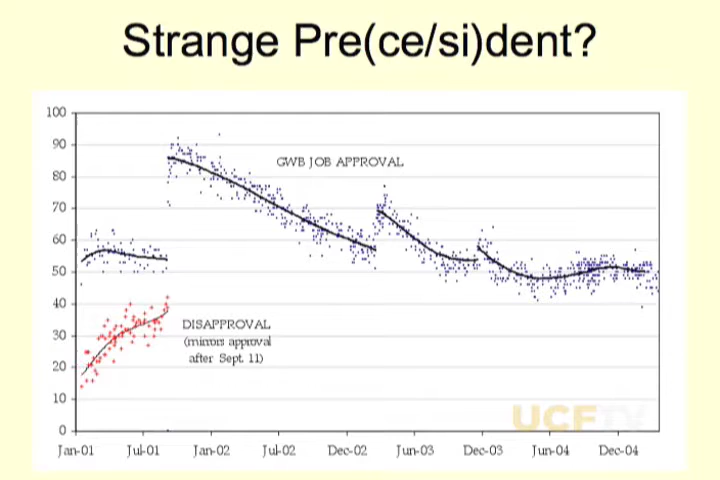 Strange Pre(ce/si)dent?
100
90
80
70
60
50
40
30
20
10
0
GWB JOB APPROVAL
DISAPPROVAL
(mirrors approval
after Sept. 11)
UCFTV
Jan-01 Jul-01 Jan-02 Jul-02 Dec-02 Jun-03 Dec-03 Jun-04 Dec-04